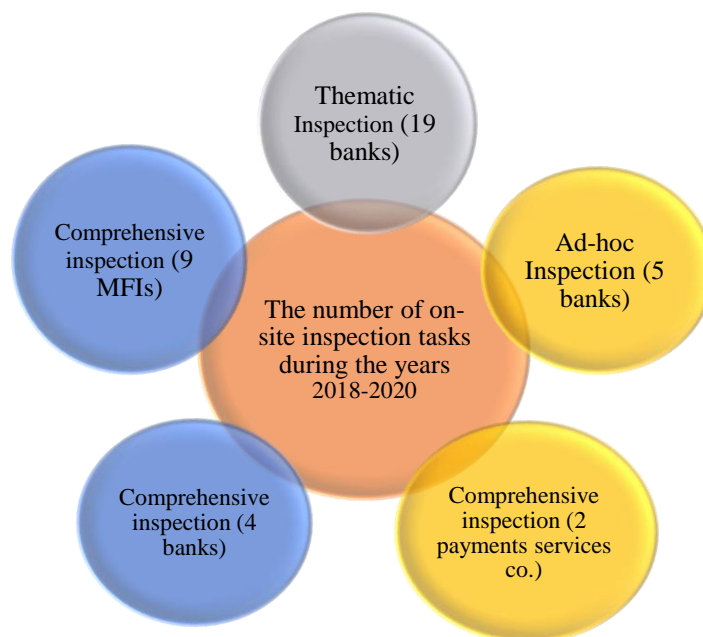 Thematic
Inspection (19
banks)
Comprehensive
inspection (9
MFIs)
Ad-hoc
Inspection (5
banks)
The number of on-
site inspection tasks
during the years
2018-2020
Comprehensive
inspection (4
banks)
Comprehensive
inspection (2
payments services
co.)